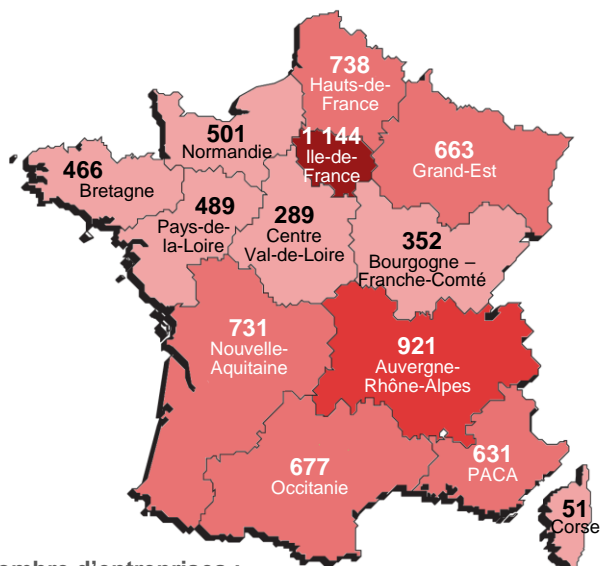 738
Hauts-de-
France
1 144
Ile-de-
France
501
Normandie
663
Grand-Est
466
Bretagne
489
Pays-de-
la-Loire
289
Centre
Val-de-Loire
352
Bourgogne –
Franche-Comté
731
Nouvelle-
Aquitaine
921
Auvergne-
Rhône-Alpes
677
Occitanie
631
PACA
51
Corse
ombre d'entreprises :